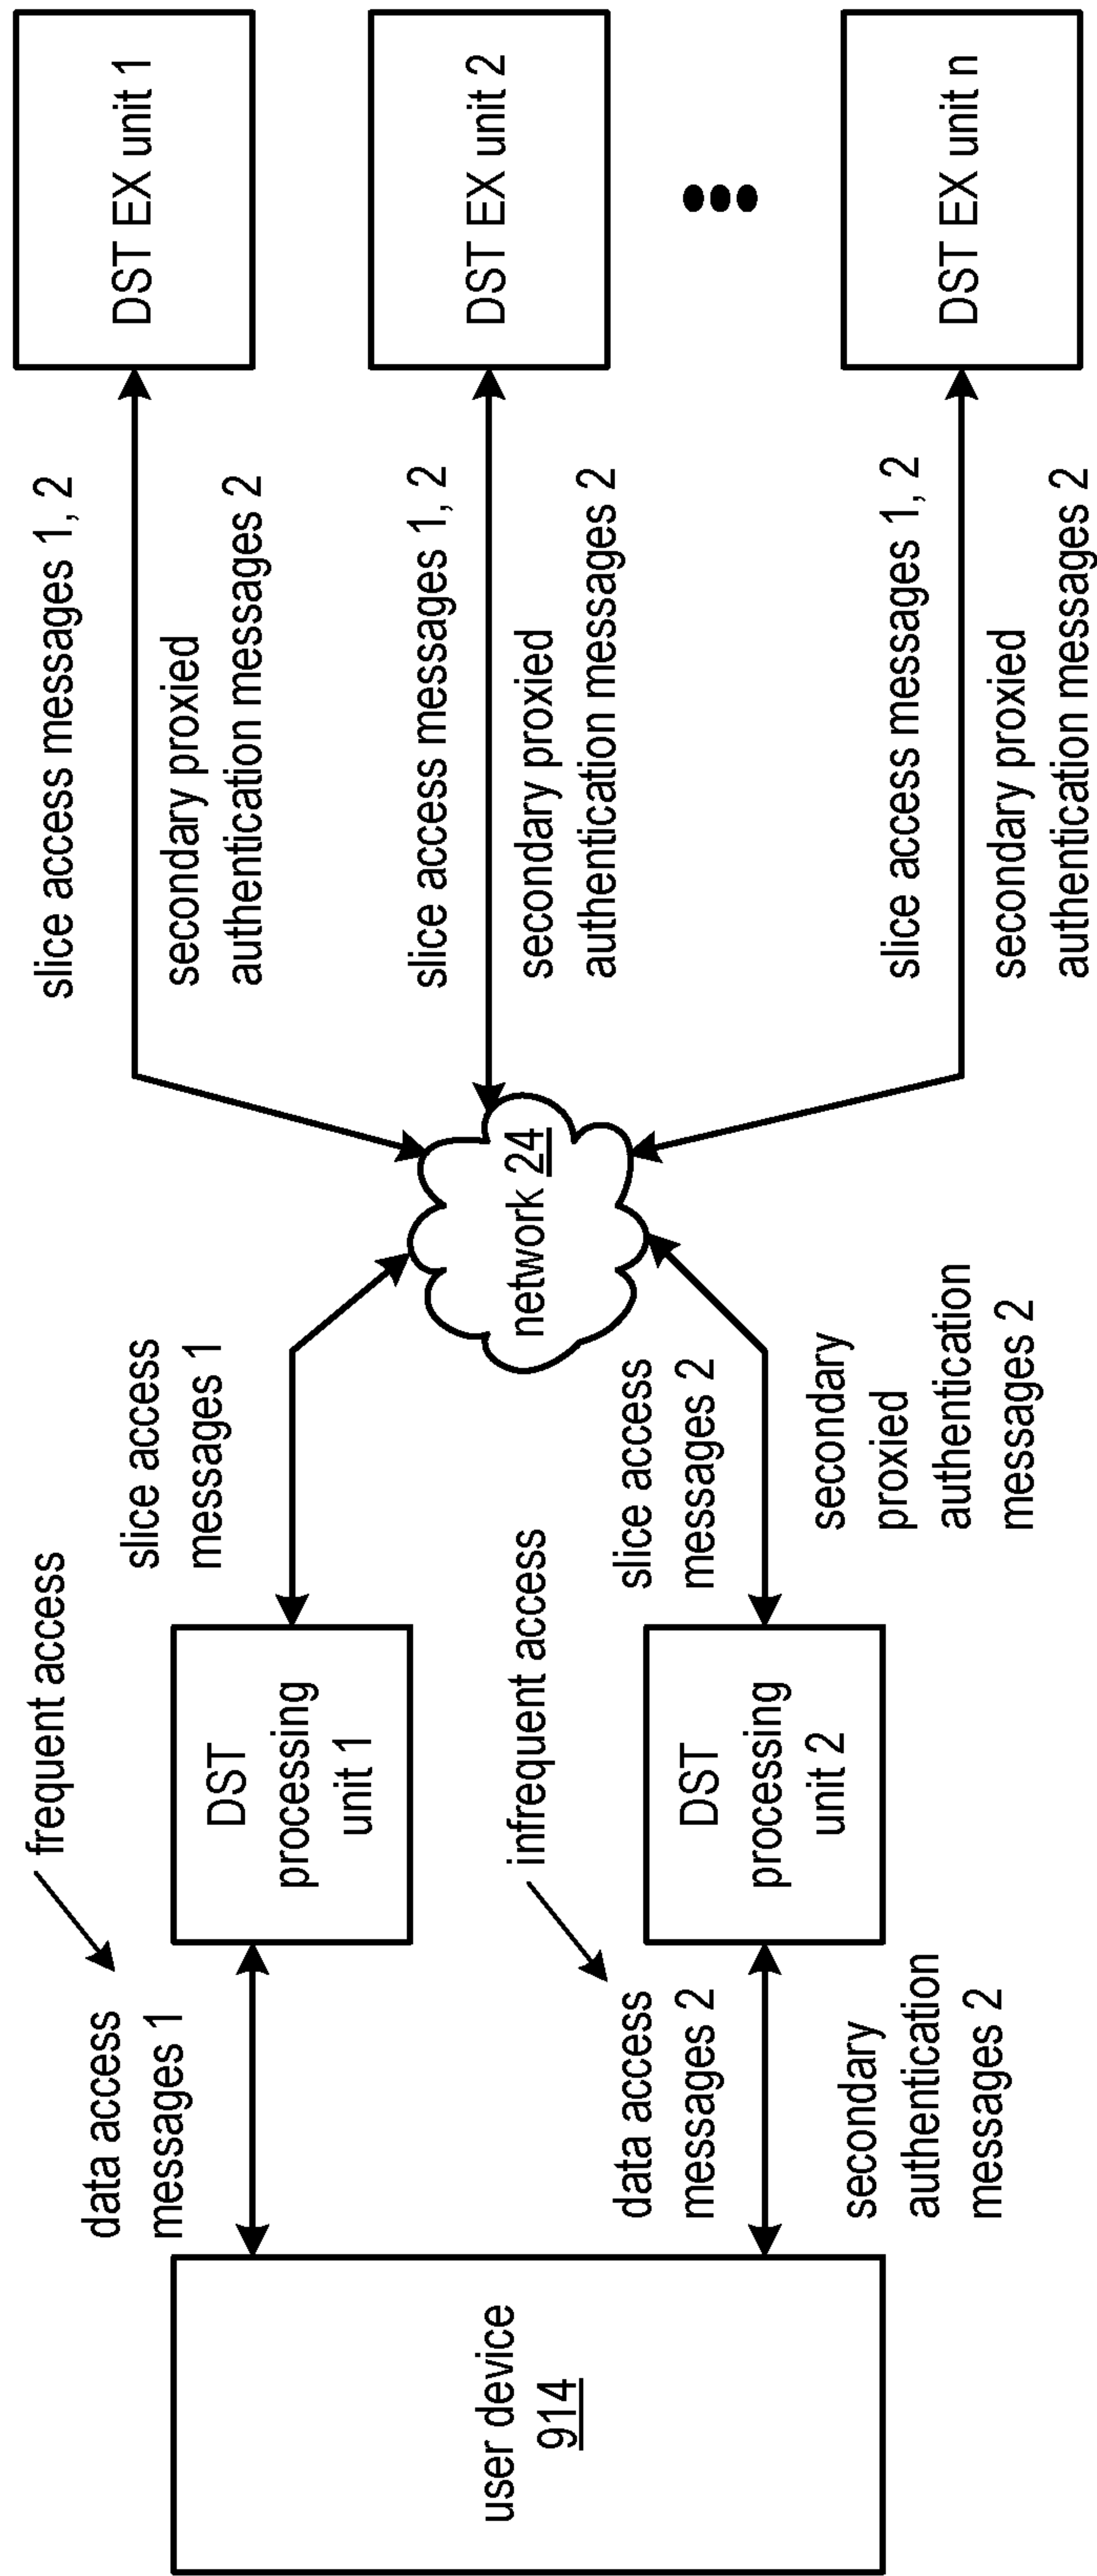 frequent access
data access
messages 1
slice access
messages 1
DST
processing
unit 1
user device
914
infrequent access
data access
messages 2
secondary
authentication
messages 2
DST
processing
unit 2
slice access
messages 2
secondary
proxied
authentication
messages 2
network 24
slice access messages 1, 2
secondary proxied
authentication messages 2
DST EX unit 1
slice access messages 1, 2
secondary proxied
authentication messages 2
DST EX unit 2
slice access messages 1, 2
secondary proxied
authentication messages 2
DST EX unit n